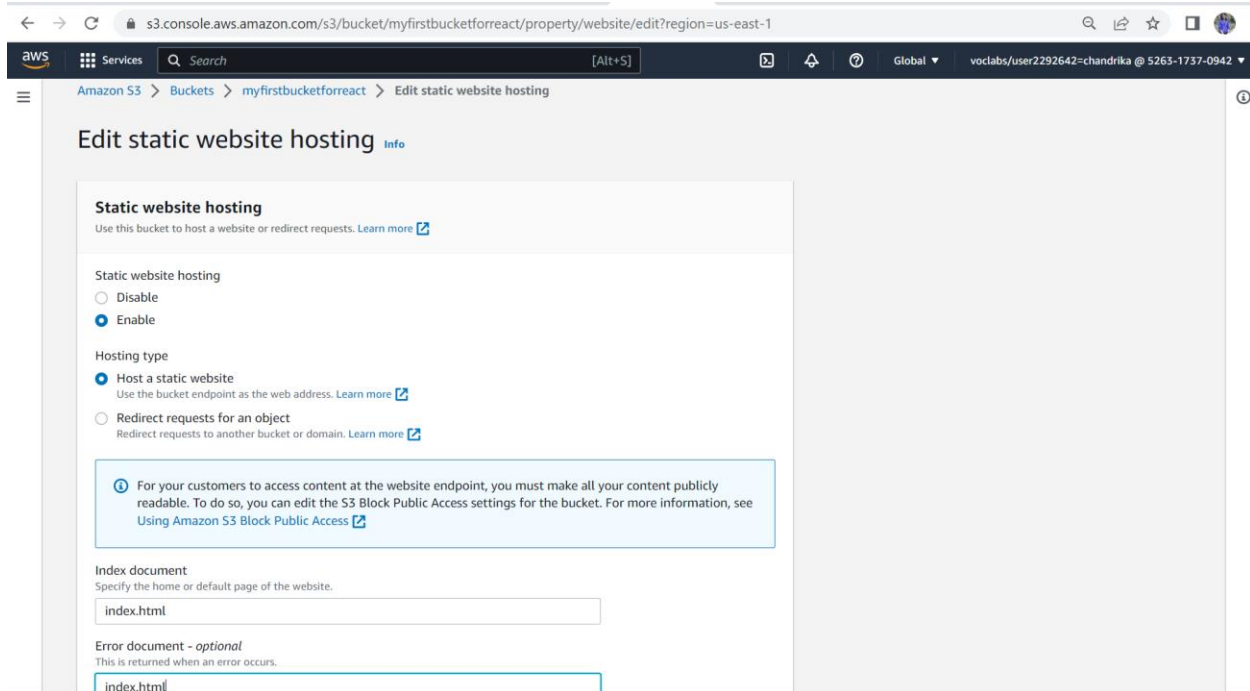 s3.console.aws.amazon.com/s3/bucket/myfirstbucketforreact/property/website/edit?region=us-east-1
aws Services Search [Alt+S] Global voclabs/user2292642=chandrika @ 5263-1737-0942
Amazon S3 > Buckets > myfirstbucketforreact > Edit static website hosting
Edit static website hosting Info
Static website hosting
Use this bucket to host a website or redirect requests. Learn more
Static website hosting
Disable
Enable
Hosting type
Host a static website
Use the bucket endpoint as the web address. Learn more
Redirect requests for an object
Redirect requests to another bucket or domain. Learn more
For your customers to access content at the website endpoint, you must make all your content publicly
readable. To do so, you can edit the S3 Block Public Access settings for the bucket. For more information, see
Using Amazon S3 Block Public Access
Index document
Specify the home or default page of the website.
index.html
Error document - optional
This is returned when an error occurs.
index.html